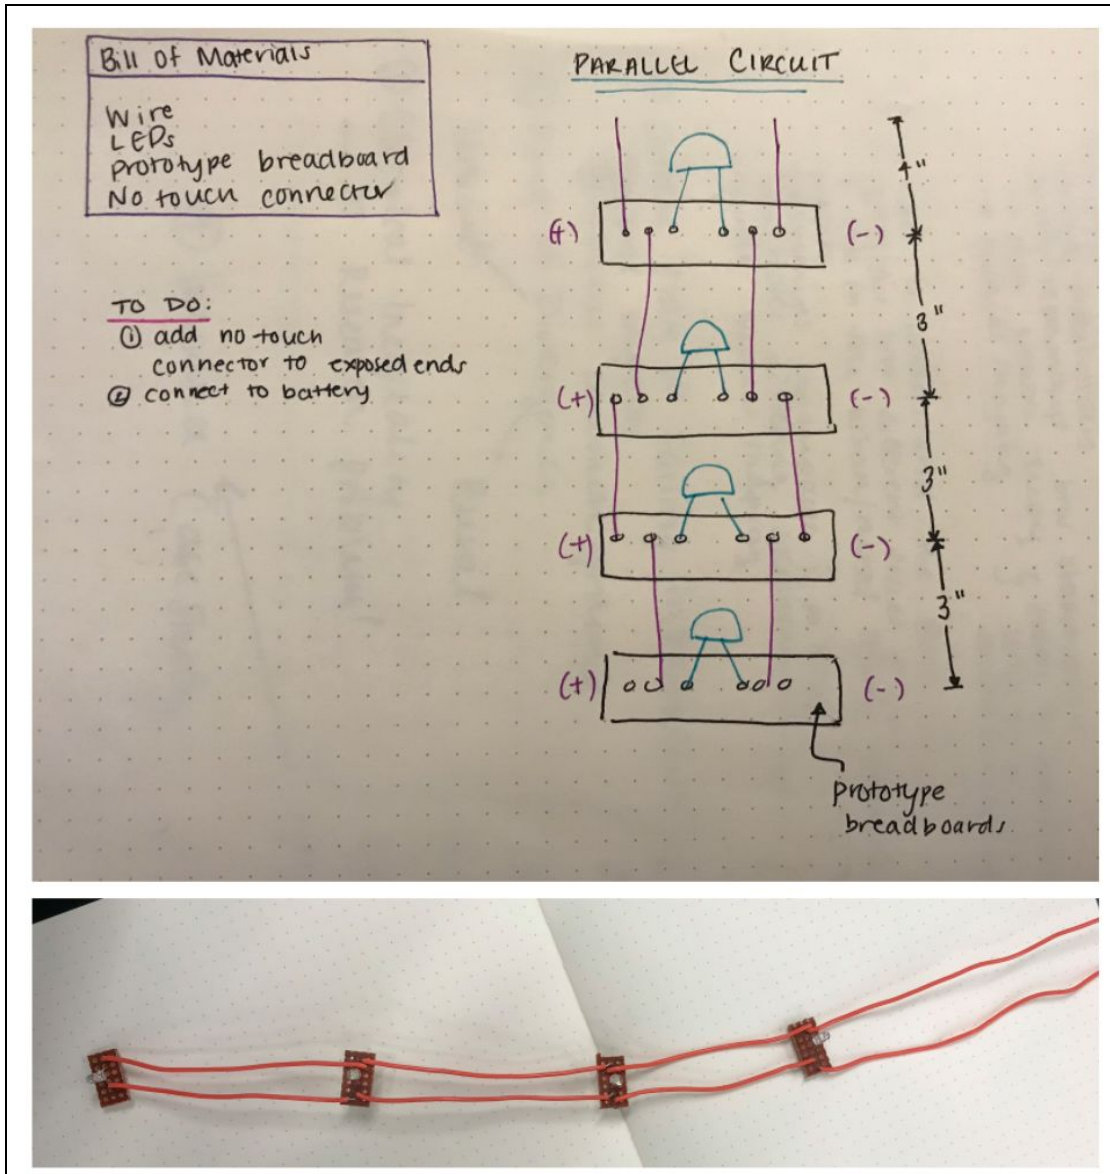 Bill Of Materials
Wire
LEDs
Prototype breadboard
No touch connector
TO DO:
① add no touch
connector to exposed ends
② connect to battery
PARALLEL CIRCUIT
4"
(+)
(-)
3"
(+)
(-)
3"
(+)
(-)
3"
(+)
(-)
Prototype
breadboards.